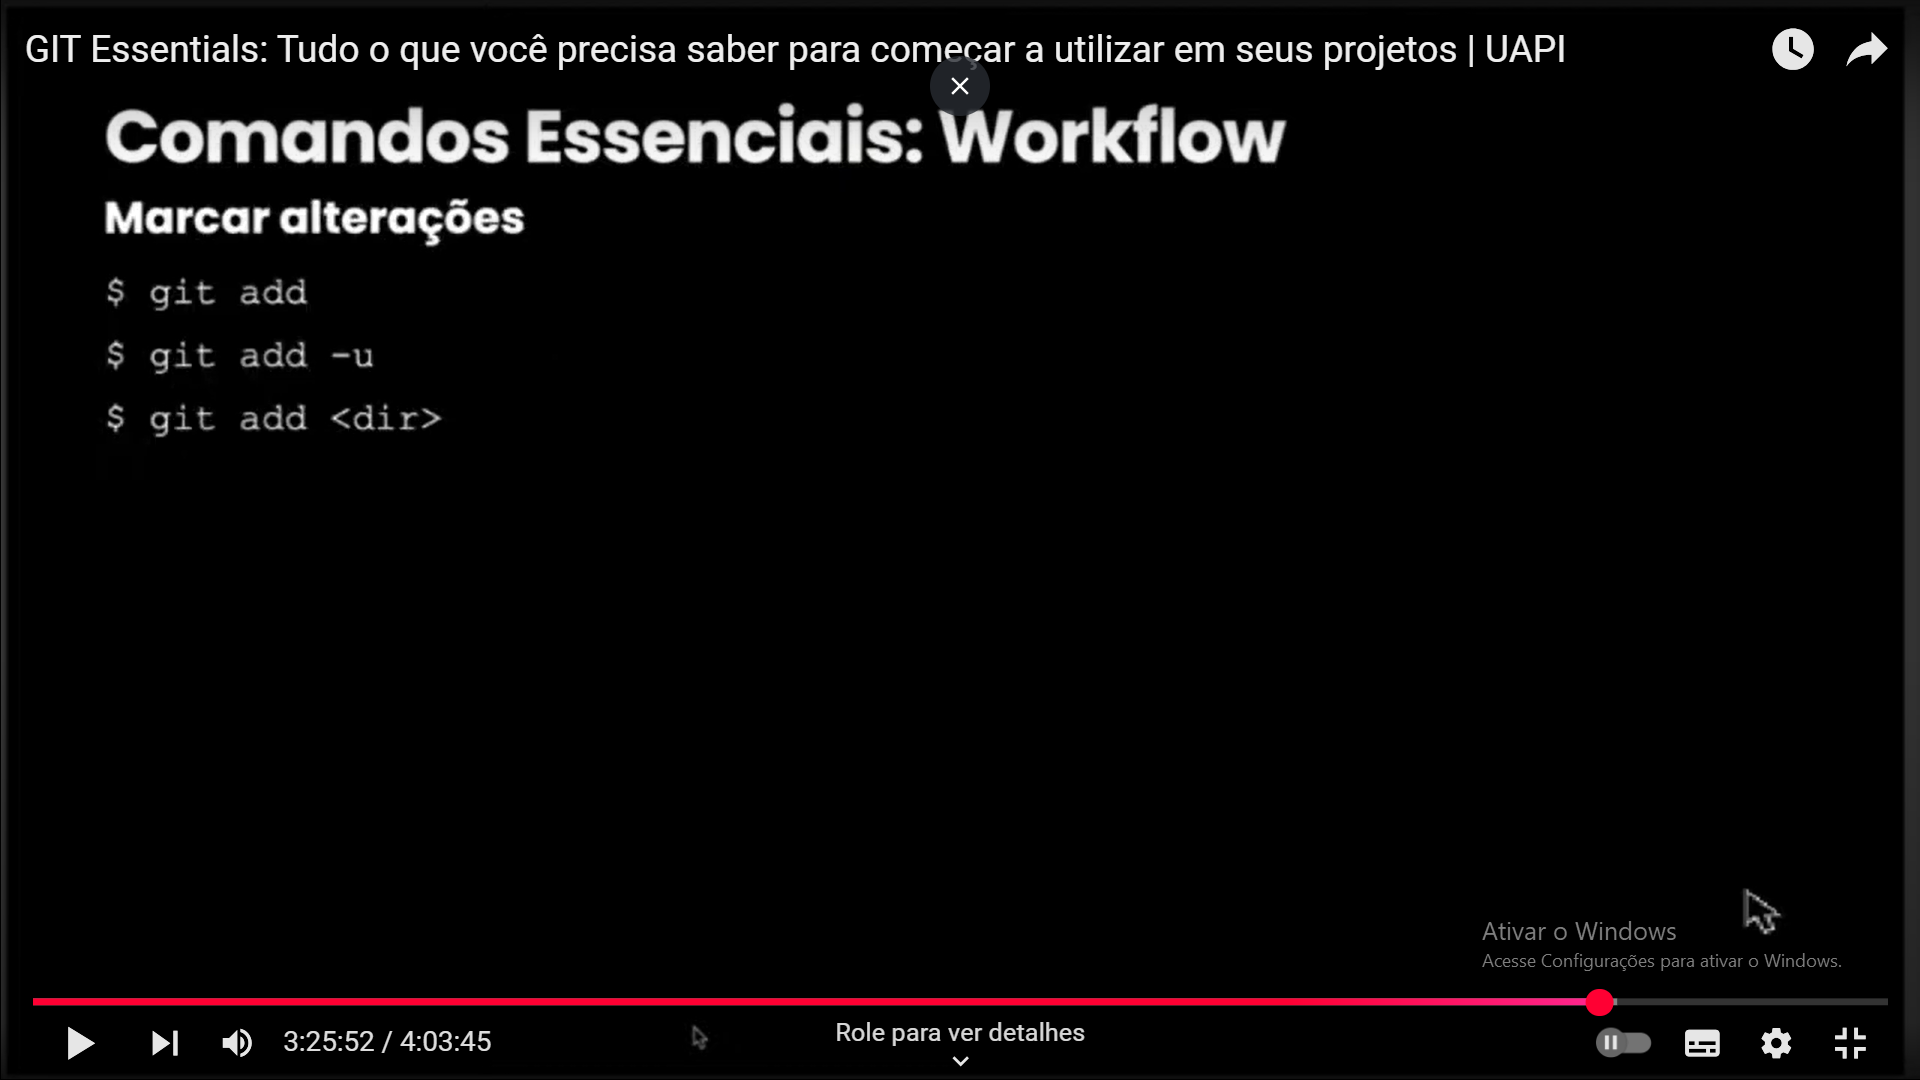 GIT Essentials: Tudo o que você precisa saber para começar a utilizar em seus projetos | UAPI
Comandos Essenciais: Workflow
Marcar alterações
$ git add
$ git add -u
$ git add <dir>
Ativar o Windows
Acesse Configurações para ativar o Windows.
3:25:52 / 4:03:45
Role para ver detalhes